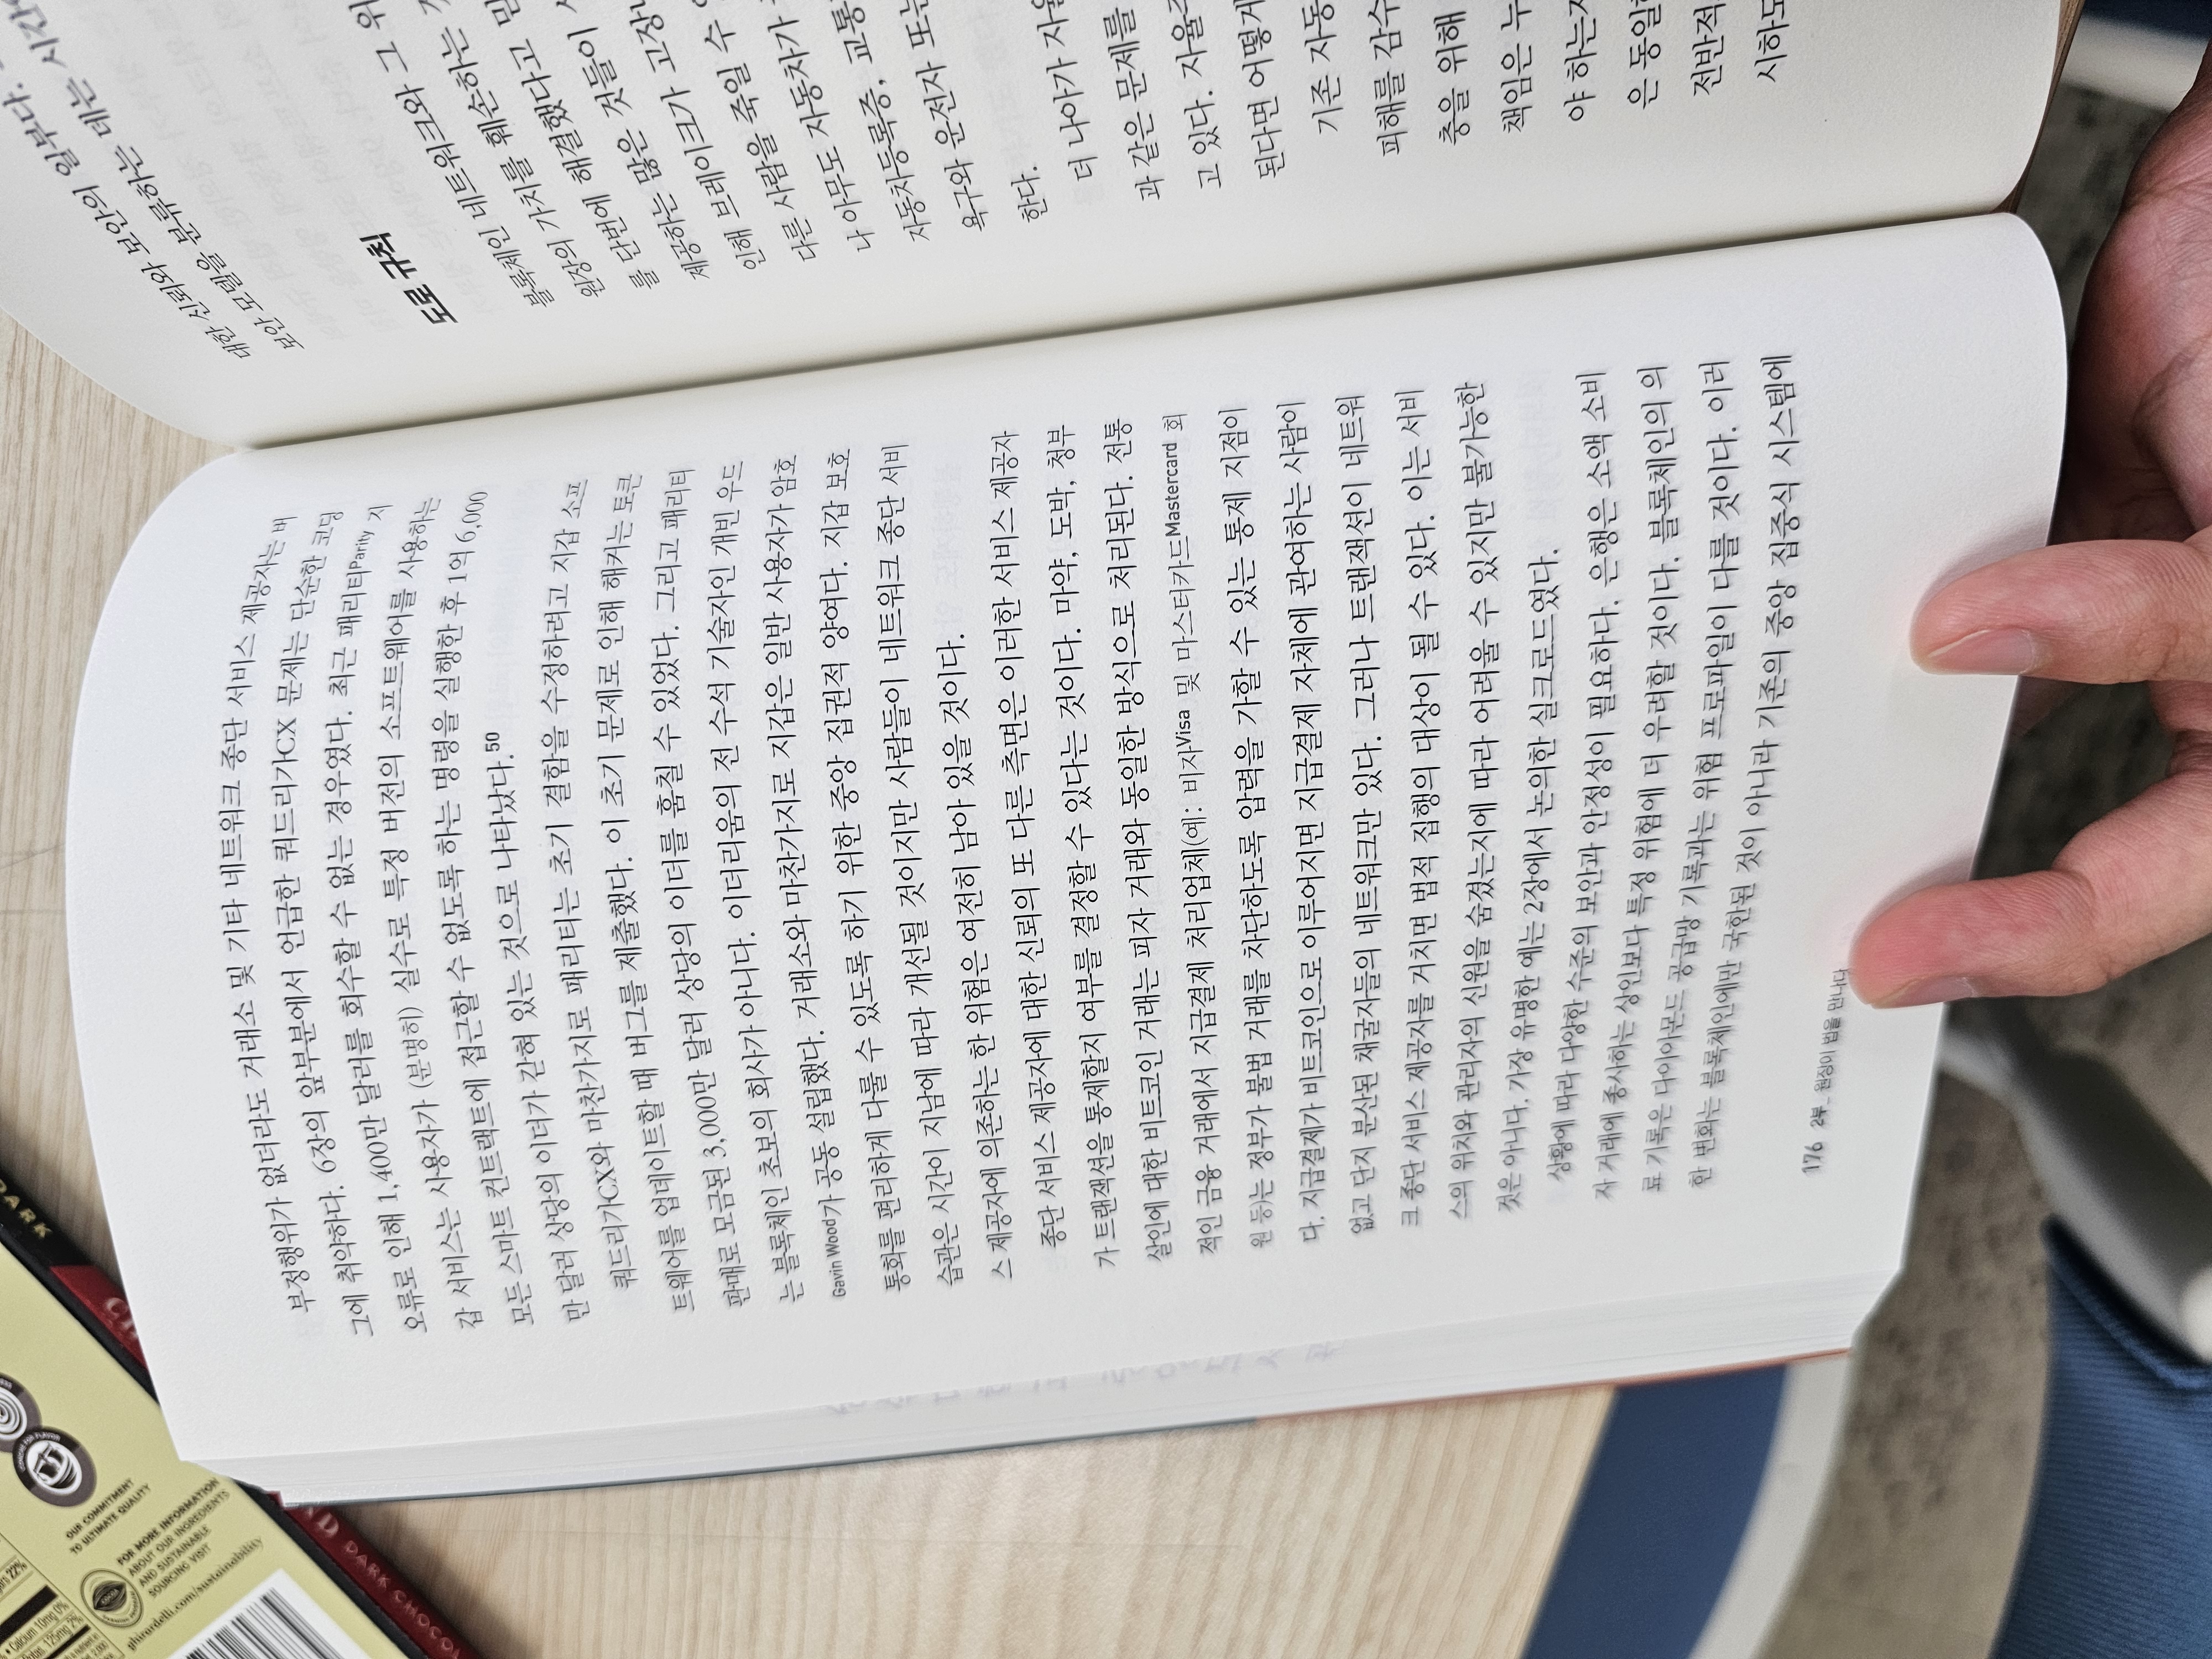 OUR COMMITMENT
TO ULTIMATE QUALITY
FOR MORE INFORMATION
ABOUT OUR INGREDIENTS
AND SUSTAINABLE
SOURCING VISIT
ghirardelli.com/sustainability
DARK
부정행위가 없더라도 거래소 및 기타 네트워크 종단 서비스 제공자는 버
그에 취약하다. 6장의 앞부분에서 언급한 쿼드리가CX 문제는 단순한 코딩
오류로 인해 1,400만 달러를 회수할 수 없는 경우였다. 최근 패리티Parity 지
갑 서비스는 사용자가 (분명히) 실수로 특정 버전의 소프트웨어를 사용하는
모든 스마트 컨트랙트에 접근할 수 없도록 하는 명령을 실행한 후 1억 6,000
만 달러 상당의 이더가 갇혀 있는 것으로 나타났다.50
쿼드리가CX와 마찬가지로 패리티는 초기 결함을 수정하려고 지갑 소프
트웨어를 업데이트할 때 버그를 제출했다. 이 초기 문제로 인해 해커는 토큰
판매로 모금된 3,000만 달러 상당의 이더를 훔칠 수 있었다. 그리고 패리티
는 블록체인 초보의 회사가 아니다. 이더리움의 전 수석 기술자인 개빈 우드
Gavin Wood가 공동 설립했다. 거래소와 마찬가지로 지갑은 일반 사용자가 암호
통화를 편리하게 다룰 수 있도록 하기 위한 중앙 집권적 양여다. 지갑 보호
습관은 시간이 지남에 따라 개선될 것이지만 사람들이 네트워크 종단 서비
스 제공자에 의존하는 한 위험은 여전히 남아 있을 것이다.
종단 서비스 제공자에 대한 신뢰의 또 다른 측면은 이러한 서비스 제공자
가 트랜잭션을 통제할지 여부를 결정할 수 있다는 것이다. 마약, 도박, 청부
살인에 대한 비트코인 거래는 피자 거래와 동일한 방식으로 처리된다. 전통
적인 금융 거래에서 지급결제 처리업체(예: 비자Visa 및 마스터카드Mastercard 회
원 등)는 정부가 불법 거래를 차단하도록 압력을 가할 수 있는 통제 지점이
다. 지급결제가 비트코인으로 이루어지면 지급결제 자체에 관여하는 사람이
없고 단지 분산된 채굴자들의 네트워크만 있다. 그러나 트랜잭션이 네트워
크 종단 서비스 제공자를 거치면 법적 집행의 대상이 될 수 있다. 이는 서비
스의 위치와 관리자의 신원을 숨겼는지에 따라 어려울 수 있지만 불가능한
것은 아니다. 가장 유명한 예는 2장에서 논의한 실크로드였다.
상황에 따라 다양한 수준의 보안과 안정성이 필요하다. 은행은 소액 소비
자 거래에 종사하는 상인보다 특정 위험에 더 우려할 것이다. 블록체인의 의
료 기록은 다이아몬드 공급망 기록과는 위험 프로파일이 다를 것이다. 이러
한 변화는 블록체인에만 국한된 것이 아니라 기존의 중앙 집중식 시스템에
176 2부_ 원장이 법을 만나다
대한 신뢰와 보안의 일부다.
보안 모델을 분류하는 데는 시간
도로 규칙
블록체인 네트워크와 그 위
원장의 가치를 훼손하는
를 단번에 해결했다고
제공하는 많은 것들이
인해 브레이크가 고장
다른 사람을 죽일 수
나 아무도 자동차가
자동차등록증, 교통
욕구와 운전자 또는
한다.
더 나아가 자율
과 같은 문제를
고 있다. 자율주
된다면 어떻게
기존 자동
피해를 감수
충을 위해
책임은 누
야 하는지
은 동일
전반적
시하도